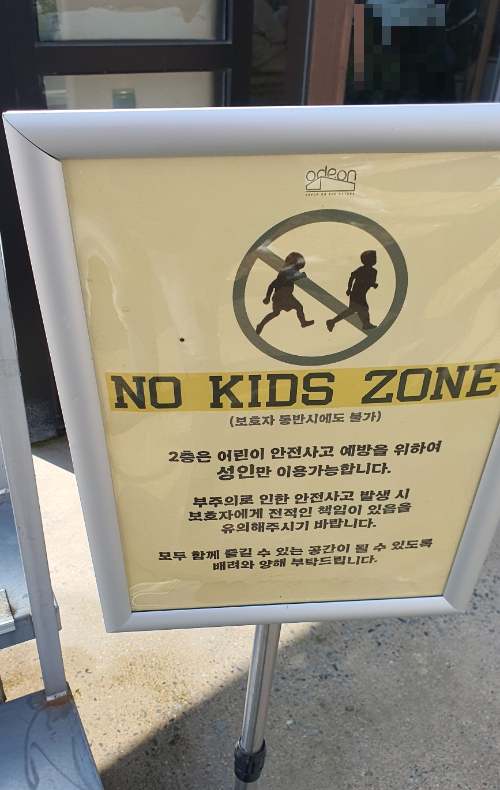 odeon
NO KIDS ZONE
(보호자 동반시에도 불가)
2층은 어린이 안전사고 예방을 위하여
성인만 이용가능합니다.
부주의로 인한 안전사고 발생 시
보호자에게 전적인 책임이 있음을
유의해주시기 바랍니다.
모두 함께 즐길 수 있는 공간이 될 수 있도록
배려와 양해 부탁드립니다.